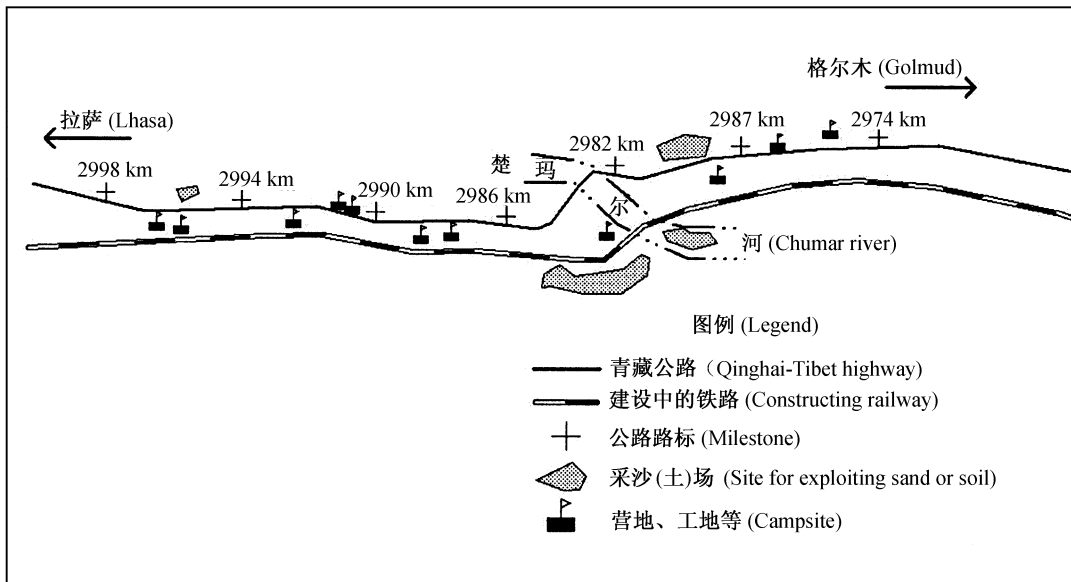 格尔木 (Golmud)
拉萨 (Lhasa)
2987 km
2974 km
2982 km
楚
玛
2998 km
2994 km
2990 km
2986 km
尔
河 (Chumar river)
图例 (Legend)
青藏公路（Qinghai-Tibet highway)
建设中的铁路 (Constructing railway)
公路路标 (Milestone)
采沙(土)场 (Site for exploiting sand or soil)
营地、工地等 (Campsite)